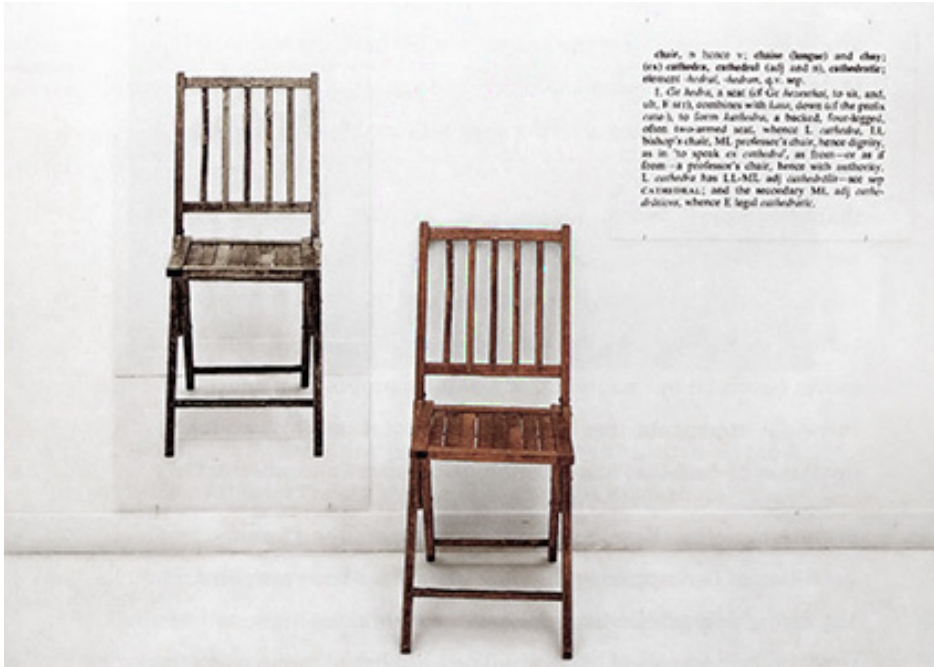 chair, n hence v; chaise (longue) and chay;
(ex) cathedra, cathedral (adj and n), cathedratic;
element -hedral, -hedron, q.v. sep.
1. Gr hedra, a seat (cf Gr hezesthai, to sit, and,
ult, E SIT), combines with kata, down (cf the prefix
cata-), to form kathedra, a backed, four-legged,
often two-armed seat, whence L cathedra, LL
bishop's chair, ML professor's chair, hence dignity,
as in 'to speak ex cathedra', as from—or as if
from—a professor's chair, hence with authority.
L cathedra has LL-ML adj cathedrālis—see sep
CATHEDRAL; and the secondary ML adj cathe-
drāticus, whence E legal cathedratic.